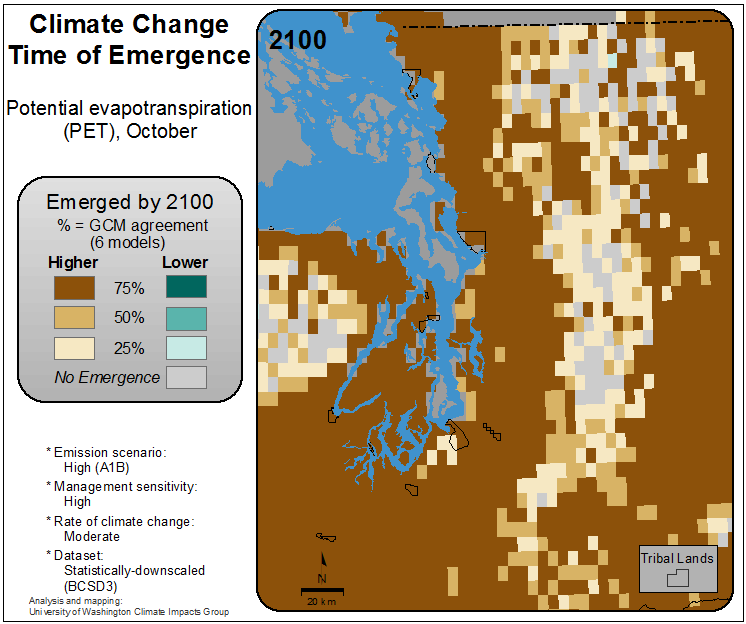 Climate Change
Time of Emergence
Potential evapotranspiration
(PET), October
Emerged by 2100
% = GCM agreement
(6 models)
Higher Lower
75%
50%
25%
No Emergence
* Emission scenario:
High (A1B)
* Management sensitivity:
High
* Rate of climate change:
Moderate
* Dataset:
Statistically-downscaled
(BCSD3)
Analysis and mapping:
University of Washington Climate Impacts Group
2100
N
20 km
Tribal Lands